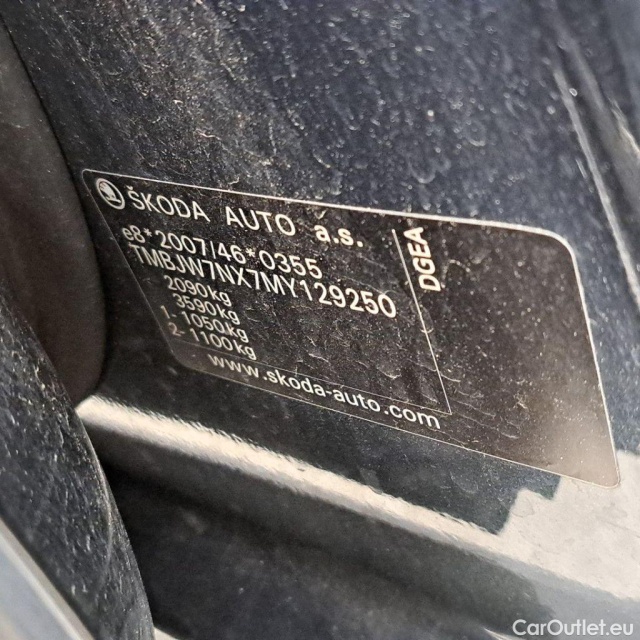 ŠKODA AUTO a.s.
e8*2007/46*0355
TMBJW7NX7MY129250
2090kg
3590kg
1- 1050kg
2- 1100kg
www.skoda-auto.com
DGEA
CarOutlet.eu